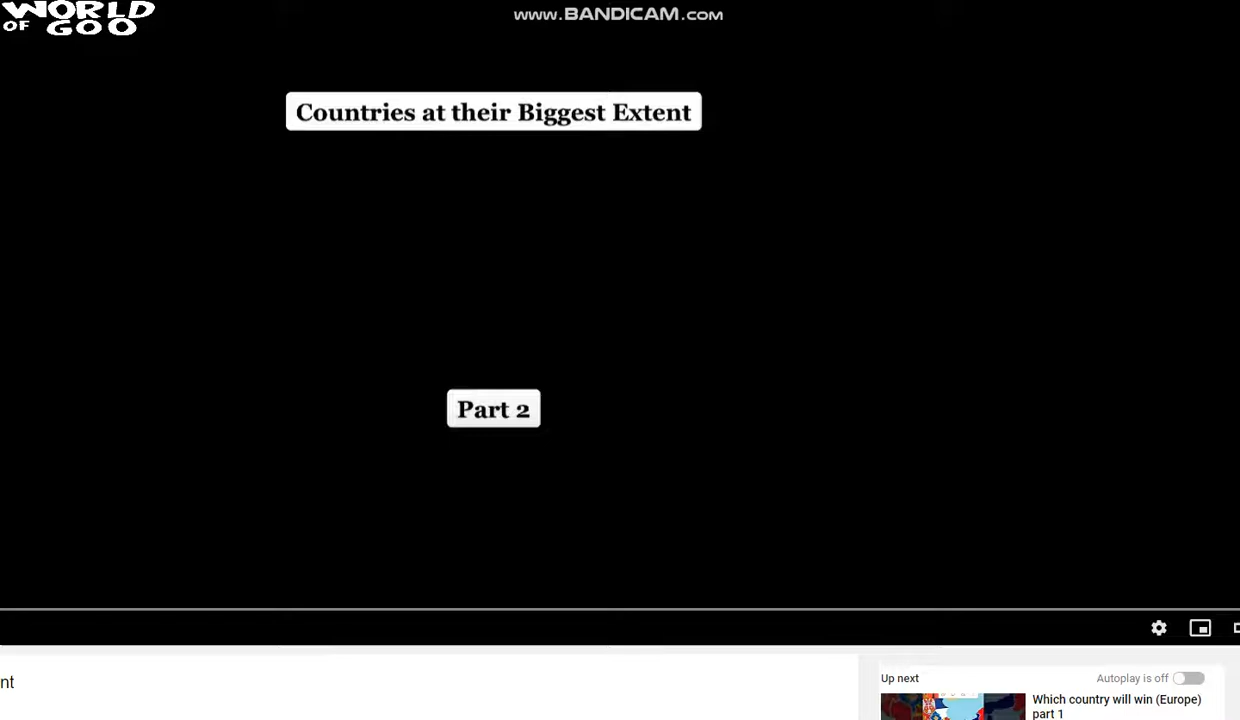 WORLD
OF GOO
www.BANDICAM.com
Countries at their Biggest Extent
Part 2
nt
Up next
Autoplay is off
Which country will win (Europe)
part 1